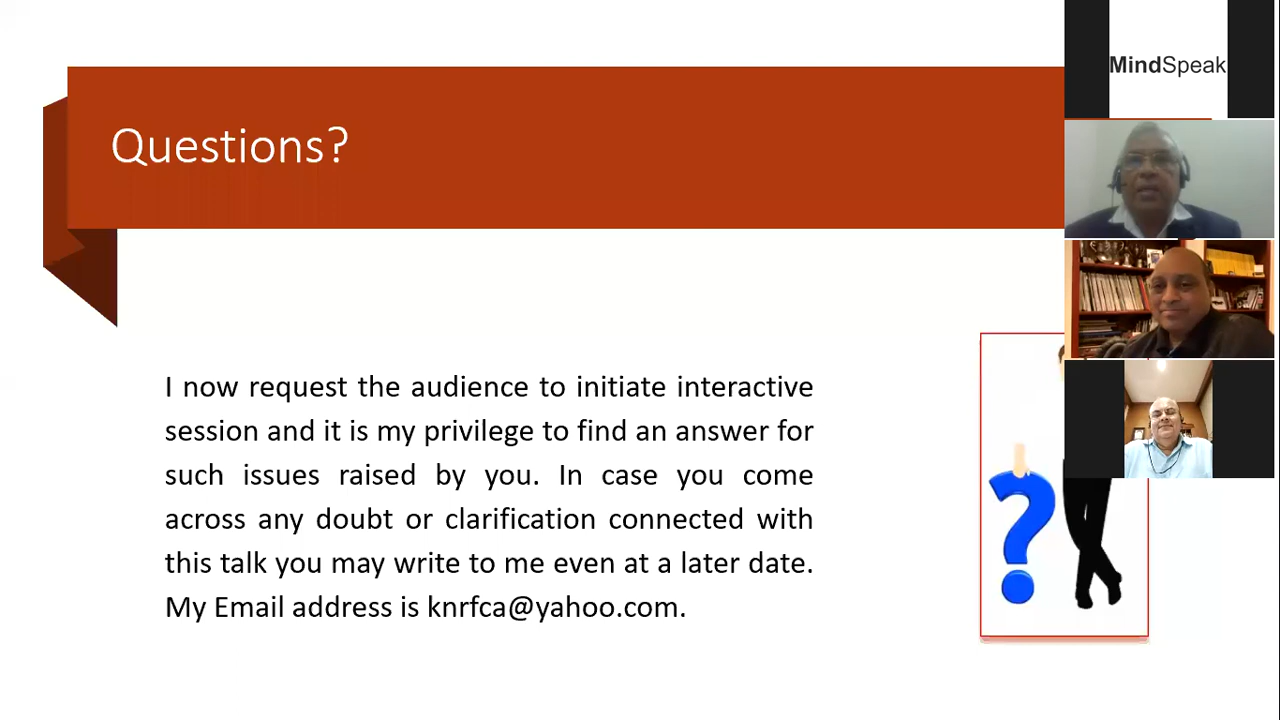 MindSpeak
Questions?
I now request the audience to initiate interactive
session and it is my privilege to find an answer for
such issues raised by you. In case you come
across any doubt or clarification connected with
this talk you may write to me even at a later date.
My Email address is knrfca@yahoo.com.